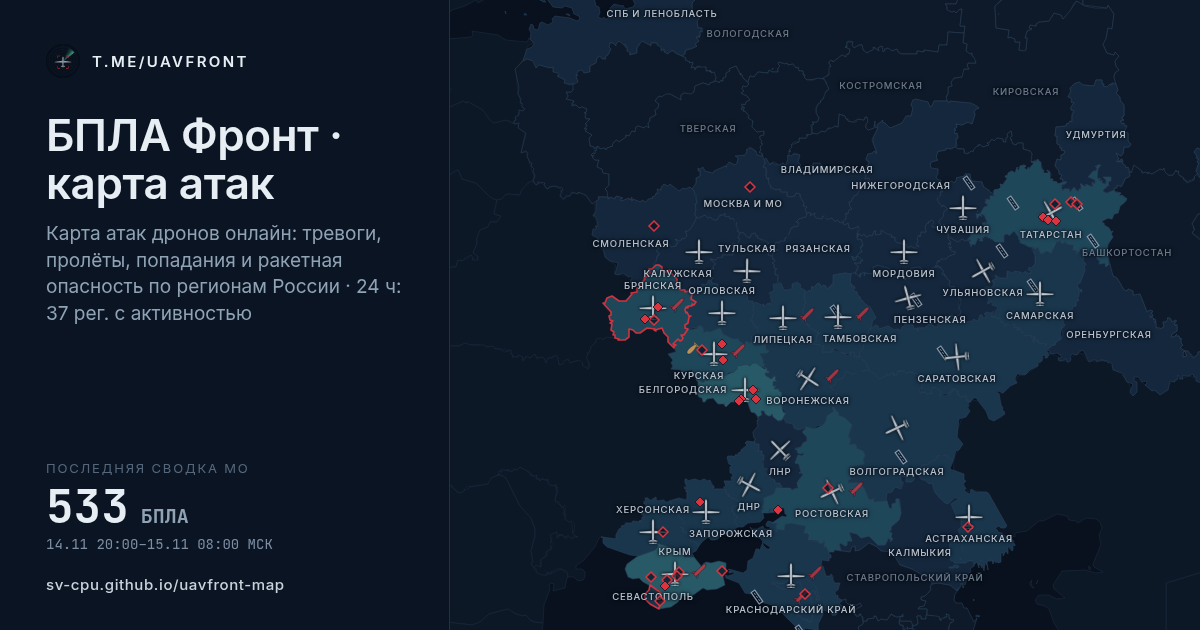 T.ME/UAVFRONT
БПЛА Фронт ·
карта атак
Карта атак дронов онлайн: тревоги,
пролёты, попадания и ракетная
опасность по регионам России · 24 ч:
37 рег. с активностью
ПОСЛЕДНЯЯ СВОДКА МО
533 БПЛА
14.11 20:00–15.11 08:00 МСК
sv-cpu.github.io/uavfront-map
СПБ И ЛЕНОБЛАСТЬ
ВОЛОГОДСКАЯ
КОСТРОМСКАЯ
КИРОВСКАЯ
ТВЕРСКАЯ
УДМУРТИЯ
ВЛАДИМИРСКАЯ
НИЖЕГОРОДСКАЯ
МОСКВА И МО
ЧУВАШИЯ
ТАТАРСТАН
СМОЛЕНСКАЯ
ТУЛЬСКАЯ
РЯЗАНСКАЯ
БАШКОРТОСТАН
КАЛУЖСКАЯ
МОРДОВИЯ
БРЯНСКАЯ
ОРЛОВСКАЯ
УЛЬЯНОВСКАЯ
ПЕНЗЕНСКАЯ
САМАРСКАЯ
ЛИПЕЦКАЯ
ТАМБОВСКАЯ
ОРЕНБУРГСКАЯ
КУРСКАЯ
САРАТОВСКАЯ
БЕЛГОРОДСКАЯ
ВОРОНЕЖСКАЯ
ЛНР
ВОЛГОГРАДСКАЯ
ХЕРСОНСКАЯ
ДНР
РОСТОВСКАЯ
ЗАПОРОЖСКАЯ
АСТРАХАНСКАЯ
КРЫМ
КАЛМЫКИЯ
СТАВРОПОЛЬСКИЙ КРАЙ
СЕВАСТОПОЛЬ
КРАСНОДАРСКИЙ КРАЙ